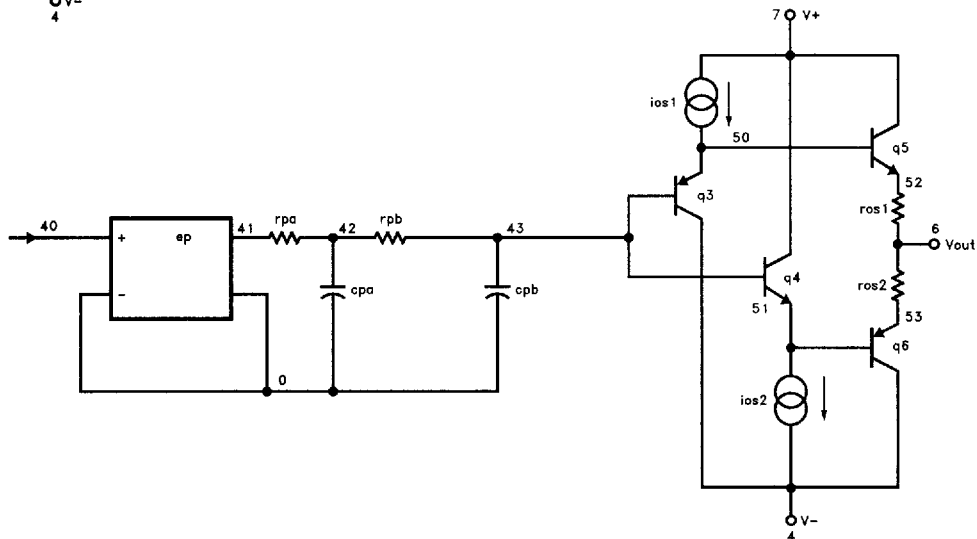 V-
4
7 V+
ios1
50
q5
q3
52
ros1
40
+ ep
41 rpa 42 rpb 43
6
Vout
-
cpa
cpb
q4
ros2
51
53
q6
0
ios2
V-
4